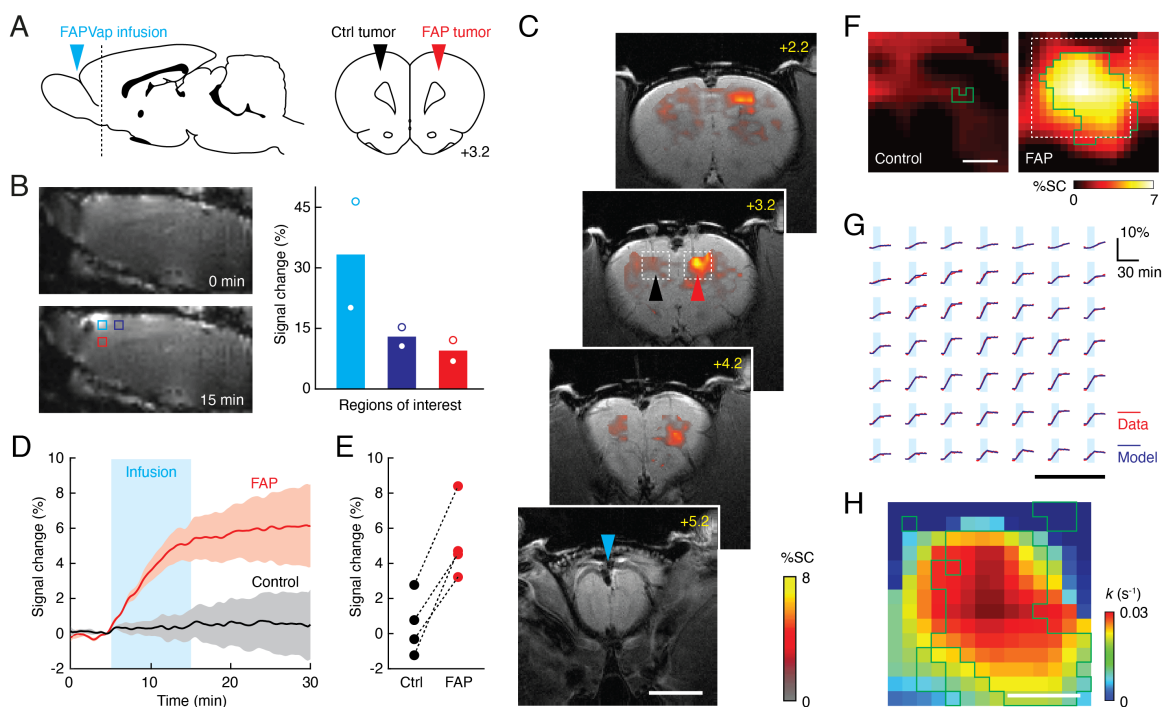 A
FAPVap infusion
Ctrl tumor
FAP tumor
+3.2
B
0 min
15 min
Signal change (%)
45
30
15
0
Regions of interest
C
+2.2
+3.2
+4.2
+5.2
%SC
8
0
D
Signal change (%)
10
8
6
4
2
0
-2
Infusion
FAP
Control
0
10
20
30
Time (min)
E
Signal change (%)
10
8
6
4
2
0
-2
Ctrl
FAP
F
Control
FAP
%SC
0
7
G
10%
30 min
Data
Model
H
k (s⁻¹)
0.03
0